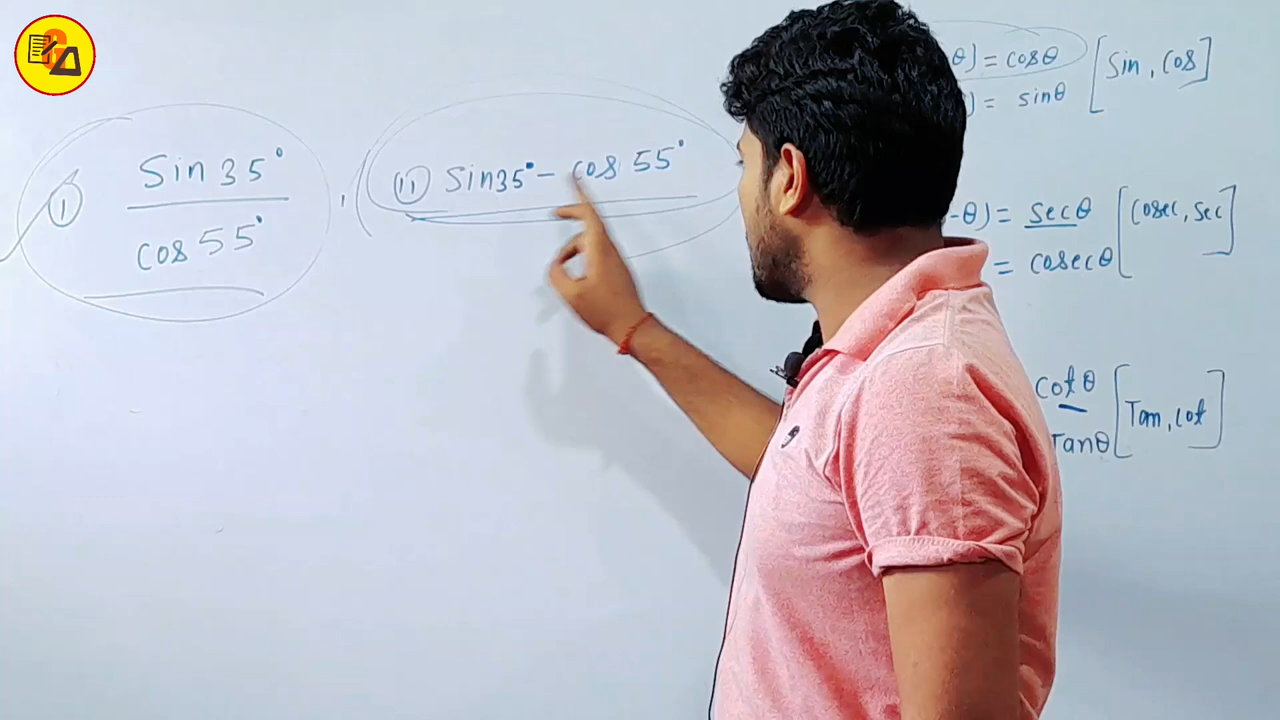 ① Sin 35°
cos 55°
, ⑪ Sin35° - cos 55°
θ) = cosθ [Sin, cos]
) = sinθ
-θ) = secθ [cosec, sec]
= cosecθ
cotθ [Tan, cot]
Tanθ